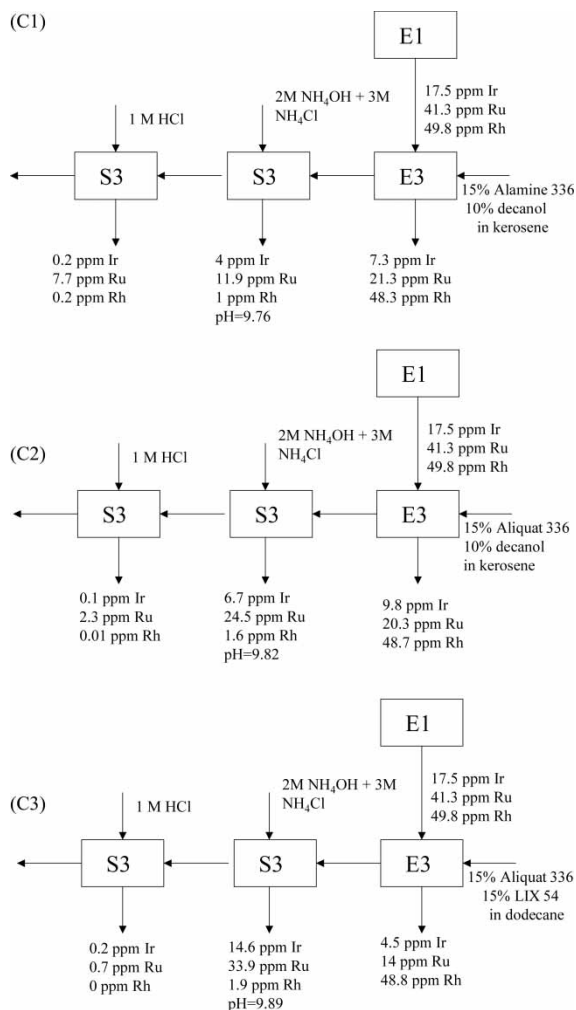 (C1)
E1
17.5 ppm Ir
41.3 ppm Ru
49.8 ppm Rh
2M NH₄OH + 3M
NH₄Cl
1 M HCl
S3
S3
E3
15% Alamine 336
10% decanol
in kerosene
0.2 ppm Ir
7.7 ppm Ru
0.2 ppm Rh
4 ppm Ir
11.9 ppm Ru
1 ppm Rh
pH=9.76
7.3 ppm Ir
21.3 ppm Ru
48.3 ppm Rh
(C2)
E1
17.5 ppm Ir
41.3 ppm Ru
49.8 ppm Rh
2M NH₄OH + 3M
NH₄Cl
1 M HCl
S3
S3
E3
15% Aliquat 336
10% decanol
in kerosene
0.1 ppm Ir
2.3 ppm Ru
0.01 ppm Rh
6.7 ppm Ir
24.5 ppm Ru
1.6 ppm Rh
pH=9.82
9.8 ppm Ir
20.3 ppm Ru
48.7 ppm Rh
(C3)
E1
17.5 ppm Ir
41.3 ppm Ru
49.8 ppm Rh
2M NH₄OH + 3M
NH₄Cl
1 M HCl
S3
S3
E3
15% Aliquat 336
15% LIX 54
in dodecane
0.2 ppm Ir
0.7 ppm Ru
0 ppm Rh
14.6 ppm Ir
33.9 ppm Ru
1.9 ppm Rh
pH=9.89
4.5 ppm Ir
14 ppm Ru
48.8 ppm Rh